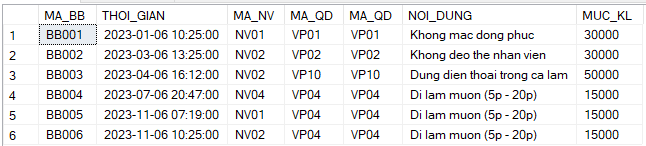 MA_BB THOI_GIAN MA_NV MA_QD MA_QD NOI_DUNG MUC_KL
1 BB001 2023-01-06 10:25:00 NV01 VP01 VP01 Khong mac dong phuc 30000
2 BB002 2023-03-06 13:25:00 NV02 VP02 VP02 Khong deo the nhan vien 30000
3 BB003 2023-04-06 16:12:00 NV02 VP10 VP10 Dung dien thoai trong ca lam 50000
4 BB004 2023-07-06 20:47:00 NV04 VP04 VP04 Di lam muon (5p - 20p) 15000
5 BB005 2023-11-06 07:19:00 NV01 VP04 VP04 Di lam muon (5p - 20p) 15000
6 BB006 2023-11-06 10:25:00 NV02 VP04 VP04 Di lam muon (5p - 20p) 15000